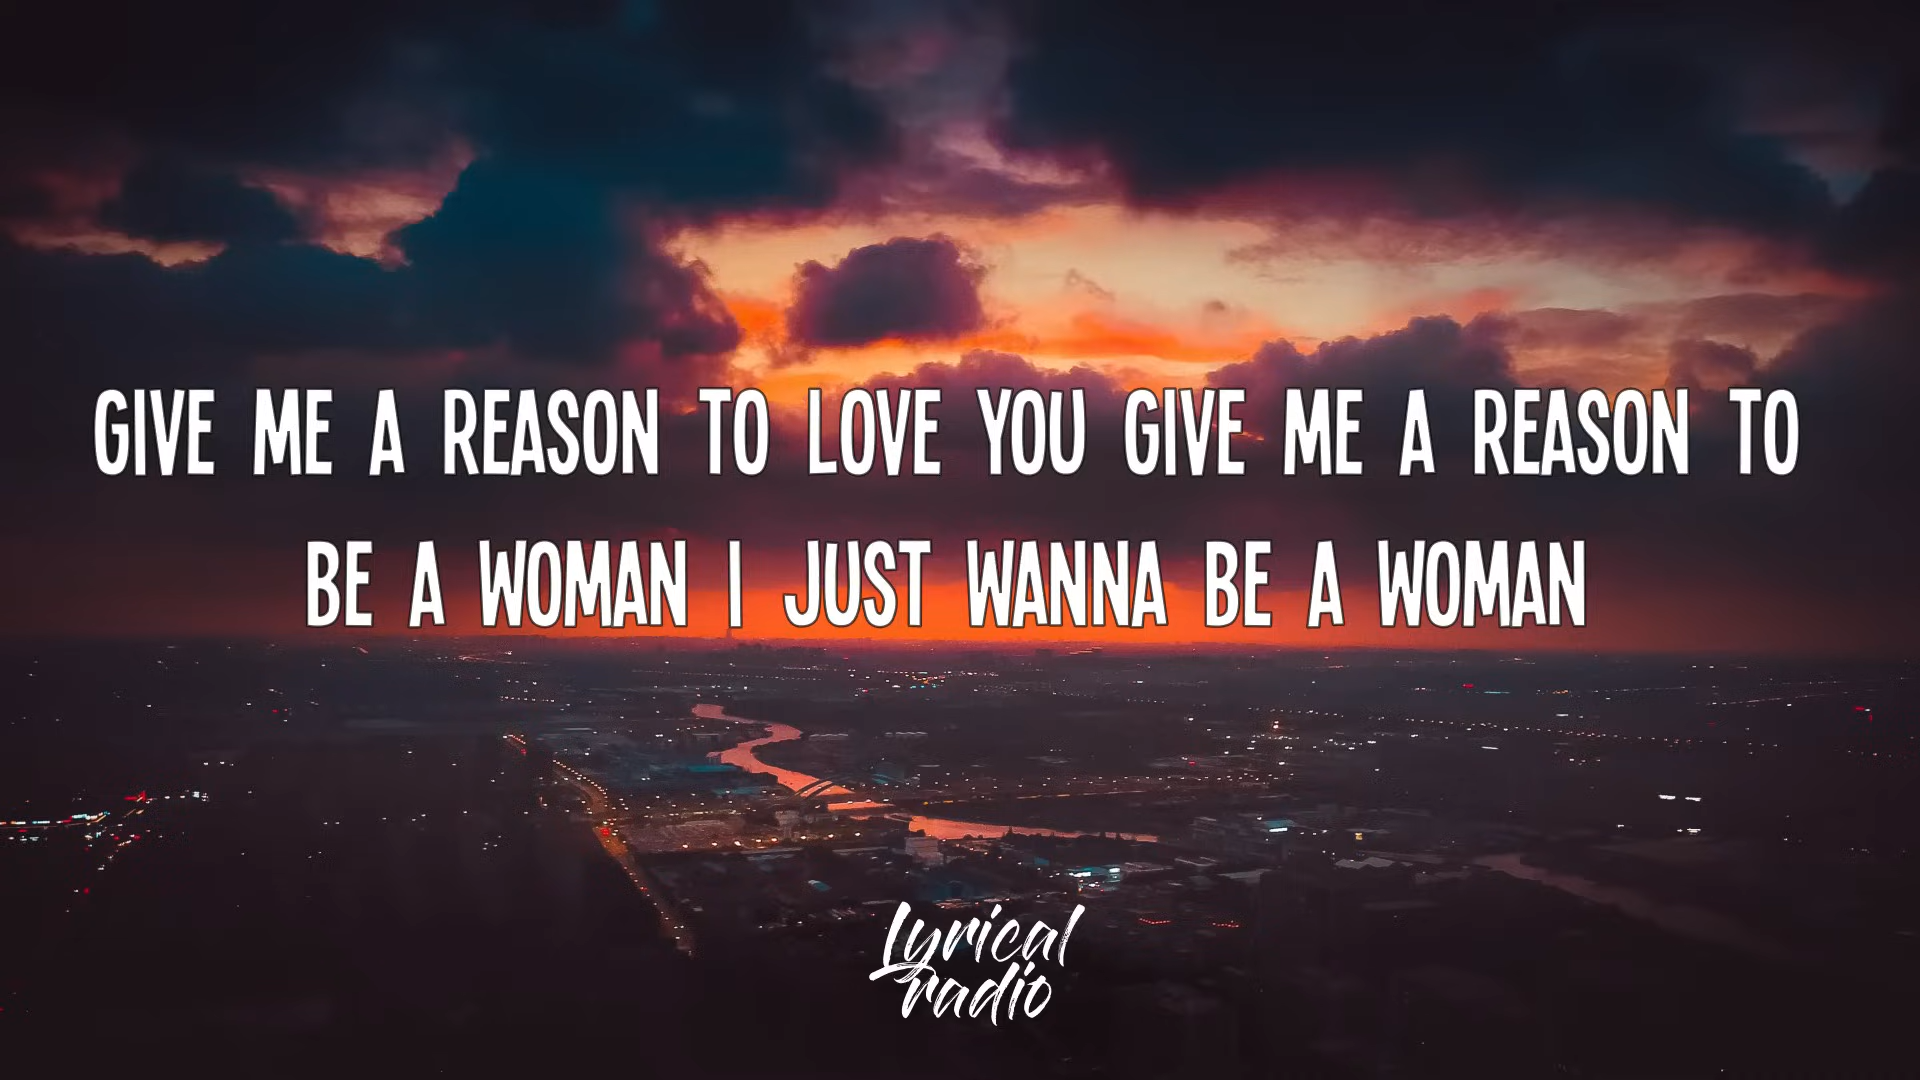 GIVE ME A REASON TO LOVE YOU GIVE ME A REASON TO
BE A WOMAN I JUST WANNA BE A WOMAN
Lyrical
radio